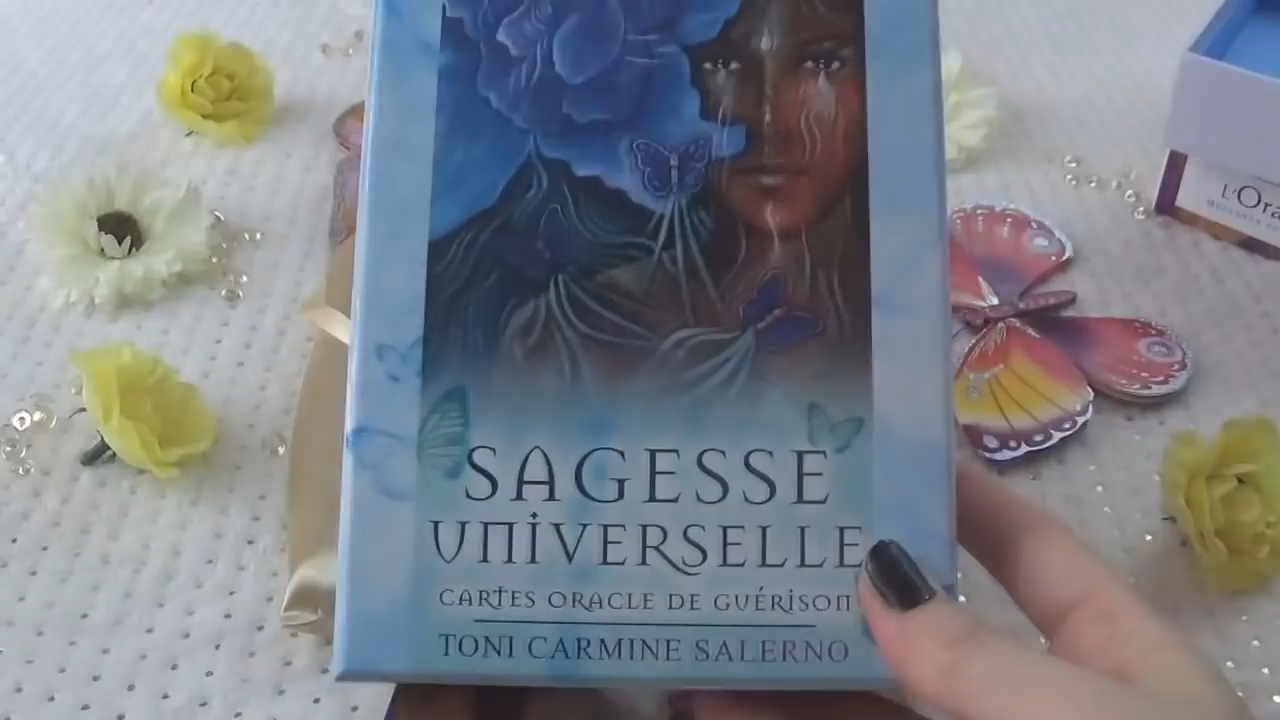 SAGESSE
UNIVERSELLE
CARTES ORACLE DE GUÉRISON
TONI CARMINE SALERNO